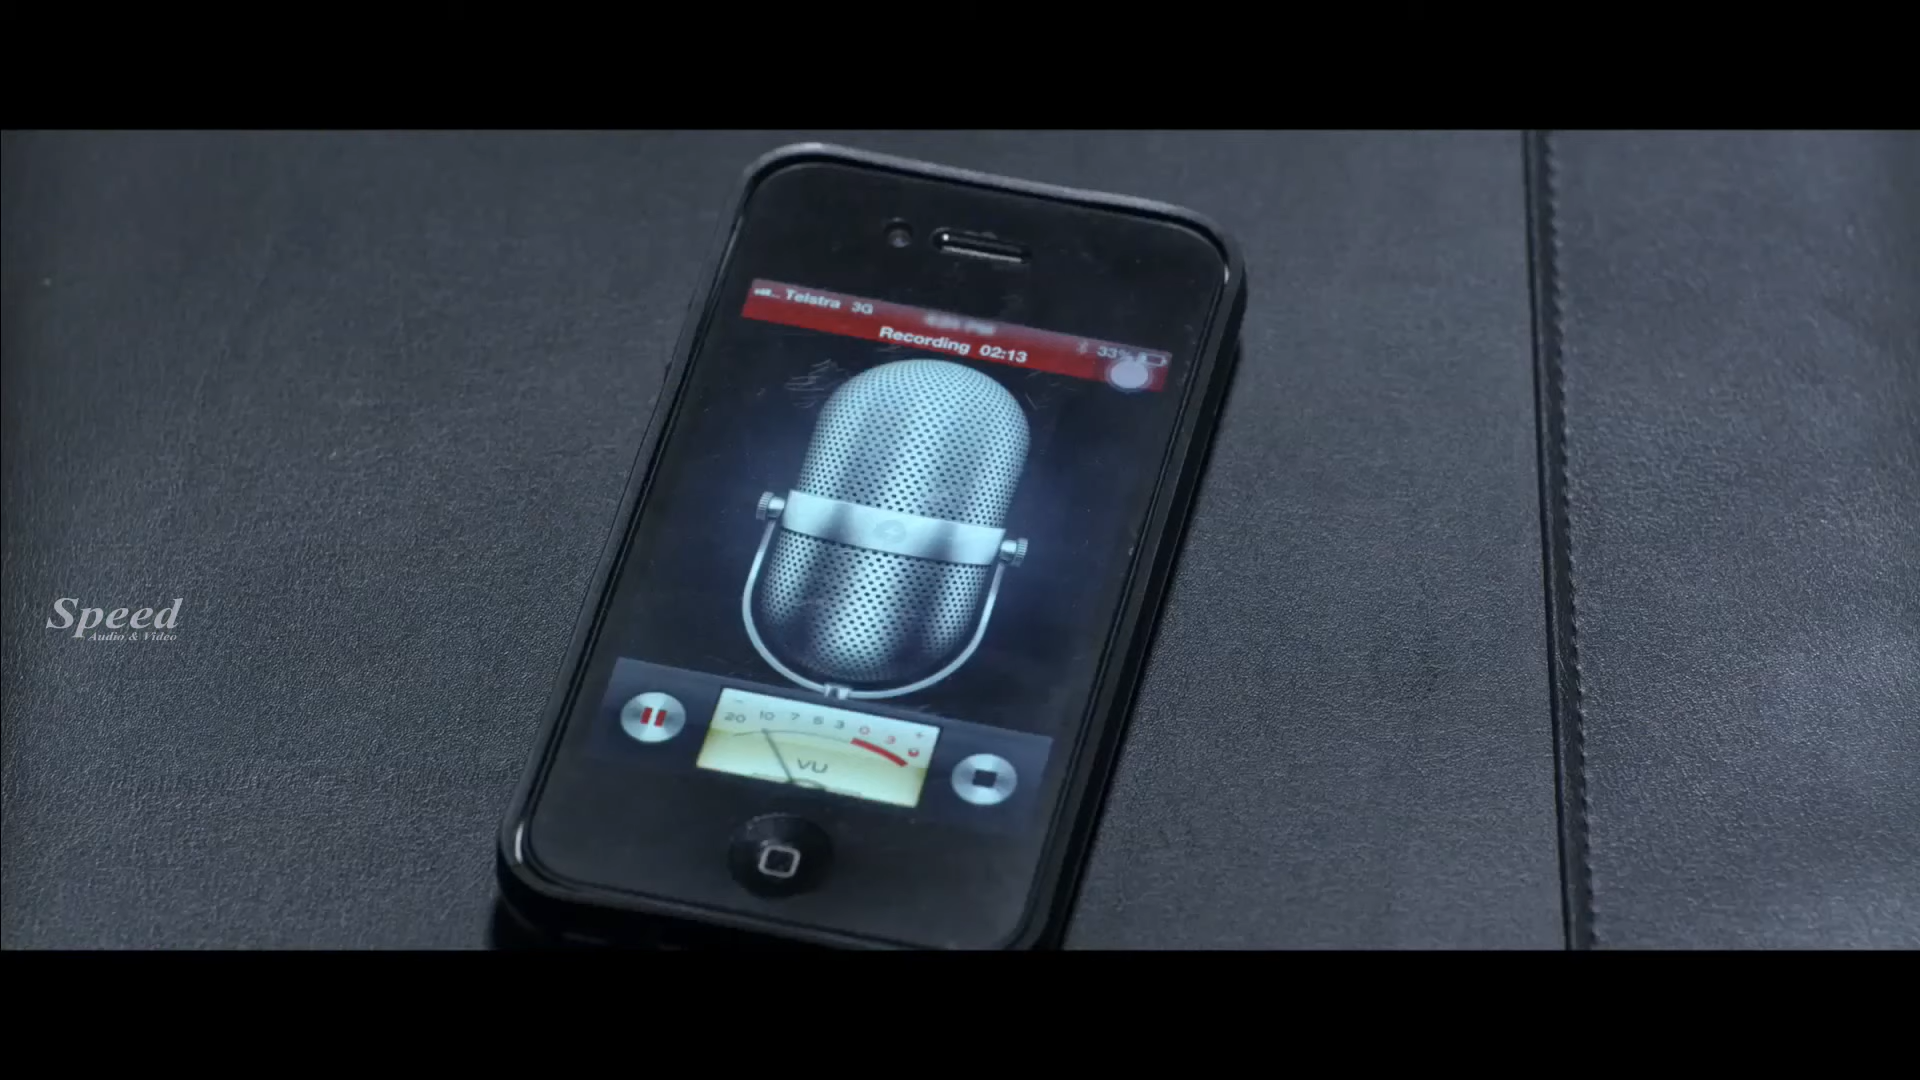 Telstra 3G
33%
Recording 02:13
Speed
Audio & Video
- 20 10 7 5 3 0 3 +
VU